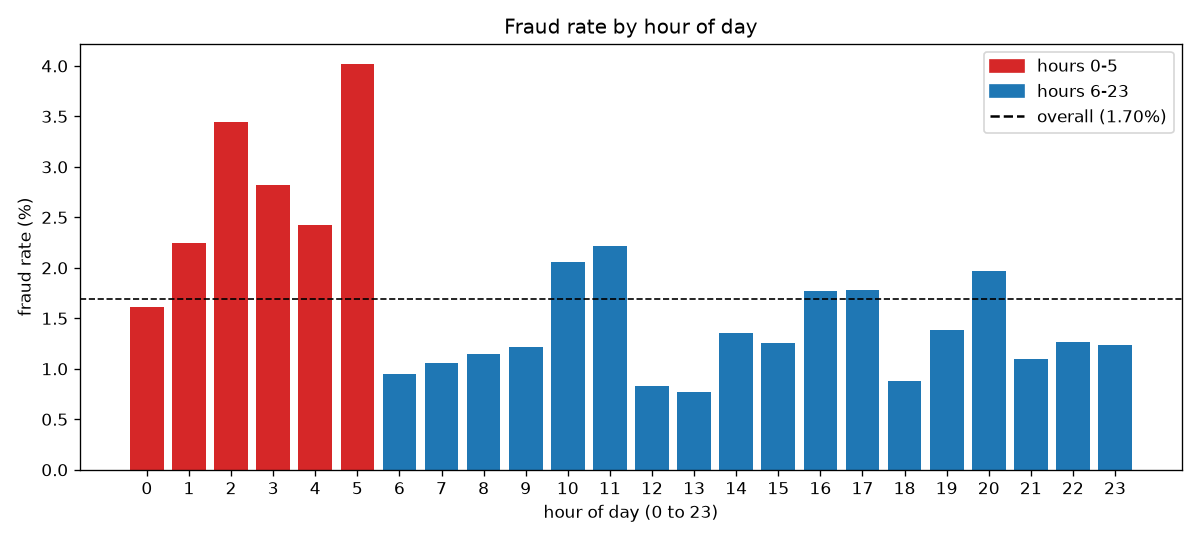 Fraud rate by hour of day
hours 0-5
hours 6-23
overall (1.70%)
fraud rate (%)
4.0
3.5
3.0
2.5
2.0
1.5
1.0
0.5
0.0
0 1 2 3 4 5 6 7 8 9 10 11 12 13 14 15 16 17 18 19 20 21 22 23
hour of day (0 to 23)